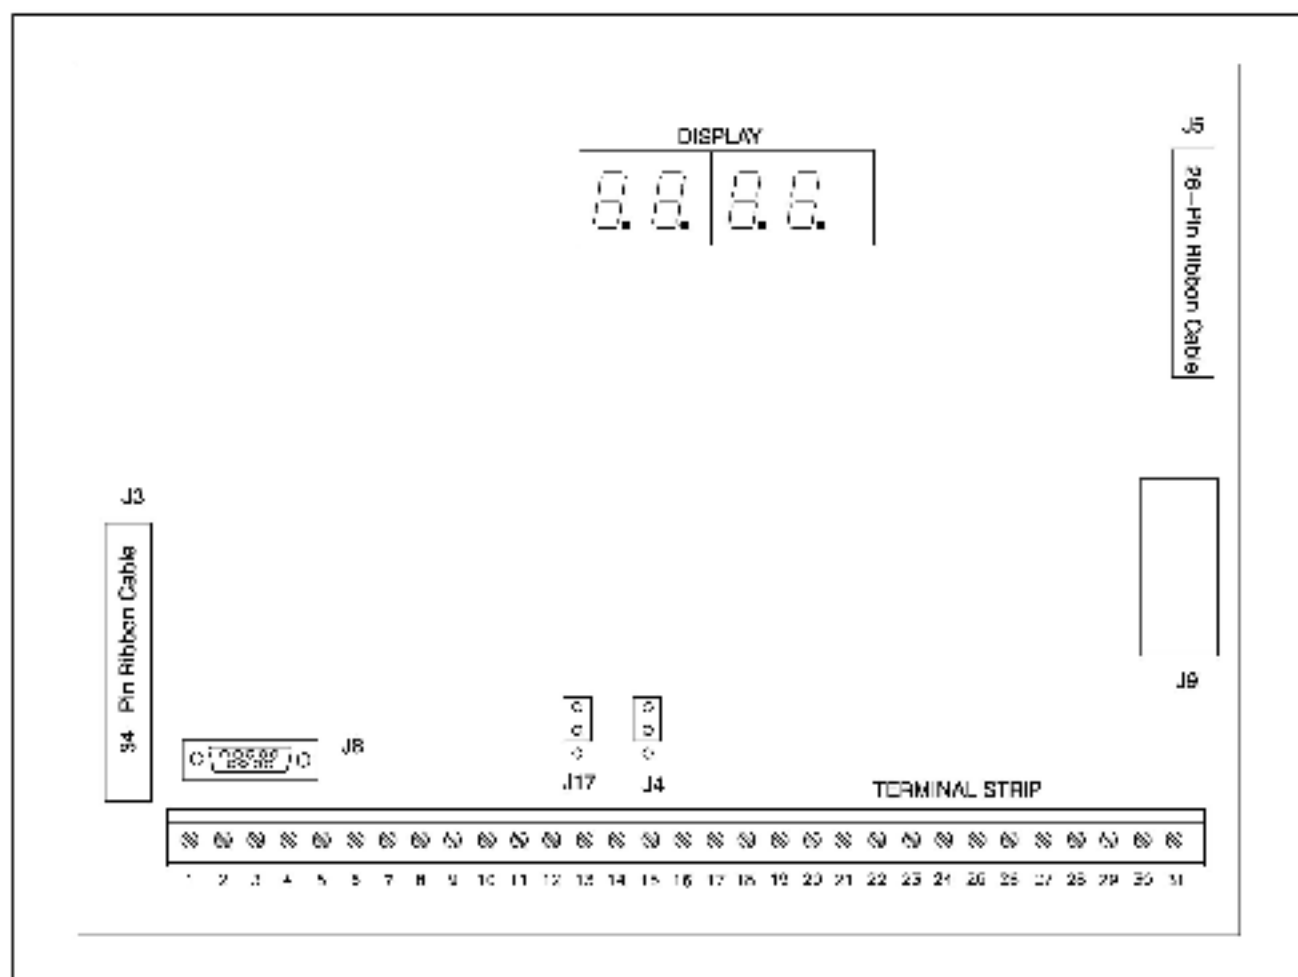 DISPLAY
J5
26-Pin Ribbon Cable
J3
34 Pin Ribbon Cable
J9
J8
J17
J4
TERMINAL STRIP
1 2 3 4 5 6 7 8 9 10 11 12 13 14 15 16 17 18 19 20 21 22 23 24 25 26 27 28 29 30 31